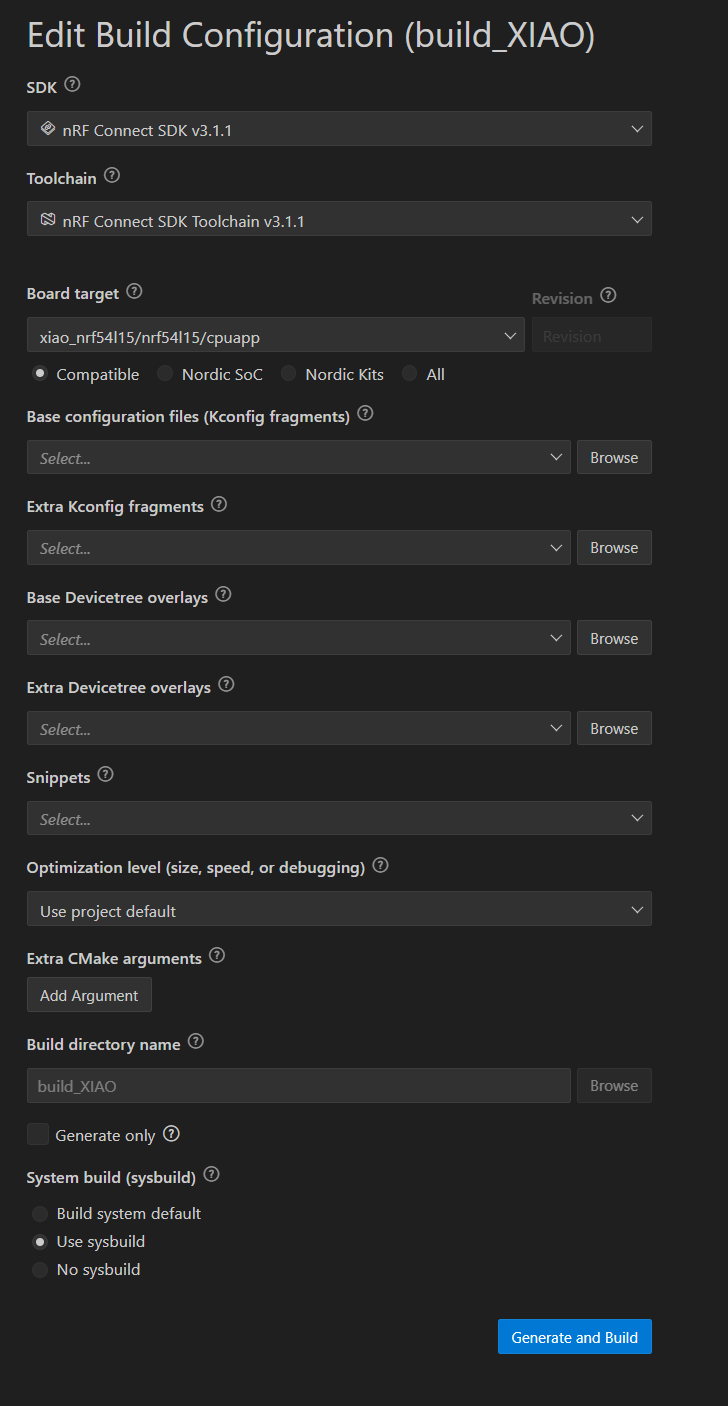 Edit Build Configuration (build_XIAO)
SDK
nRF Connect SDK v3.1.1
Toolchain
nRF Connect SDK Toolchain v3.1.1
Board target
Revision
xiao_nrf54l15/nrf54l15/cpuapp
Revision
Compatible Nordic SoC Nordic Kits All
Base configuration files (Kconfig fragments)
Select... Browse
Extra Kconfig fragments
Select... Browse
Base Devicetree overlays
Select... Browse
Extra Devicetree overlays
Select... Browse
Snippets
Select...
Optimization level (size, speed, or debugging)
Use project default
Extra CMake arguments
Add Argument
Build directory name
build_XIAO Browse
Generate only
System build (sysbuild)
Build system default
Use sysbuild
No sysbuild
Generate and Build